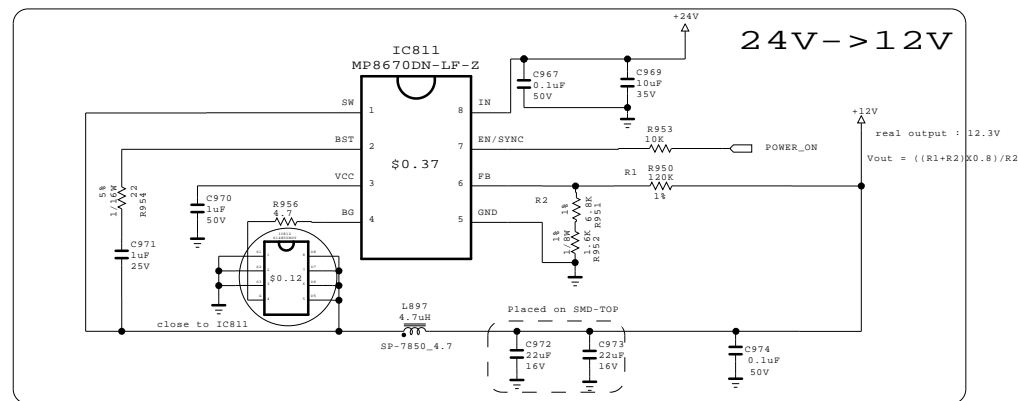 24V->12V
+24V
IC811
MP8670DN-LF-Z
C967
0.1uF
50V
C969
10uF
35V
SW
1
8
IN
+12V
real output : 12.3V
Vout = ((R1+R2)X0.8)/R2
BST
2
7
EN/SYNC
R953
10K
POWER_ON
$0.37
VCC
3
6
FB
R1
R950
120K
1%
5%
1/16W
22
R954
C970
1uF
50V
R956
4.7
BG
4
5
GND
R2
1%
6.8K
R951
1%
1/8W
1.6K
R952
C971
1uF
25V
$0.12
close to IC811
L897
4.7uH
SP-7850_4.7
Placed on SMD-TOP
C972
22uF
16V
C973
22uF
16V
C974
0.1uF
50V